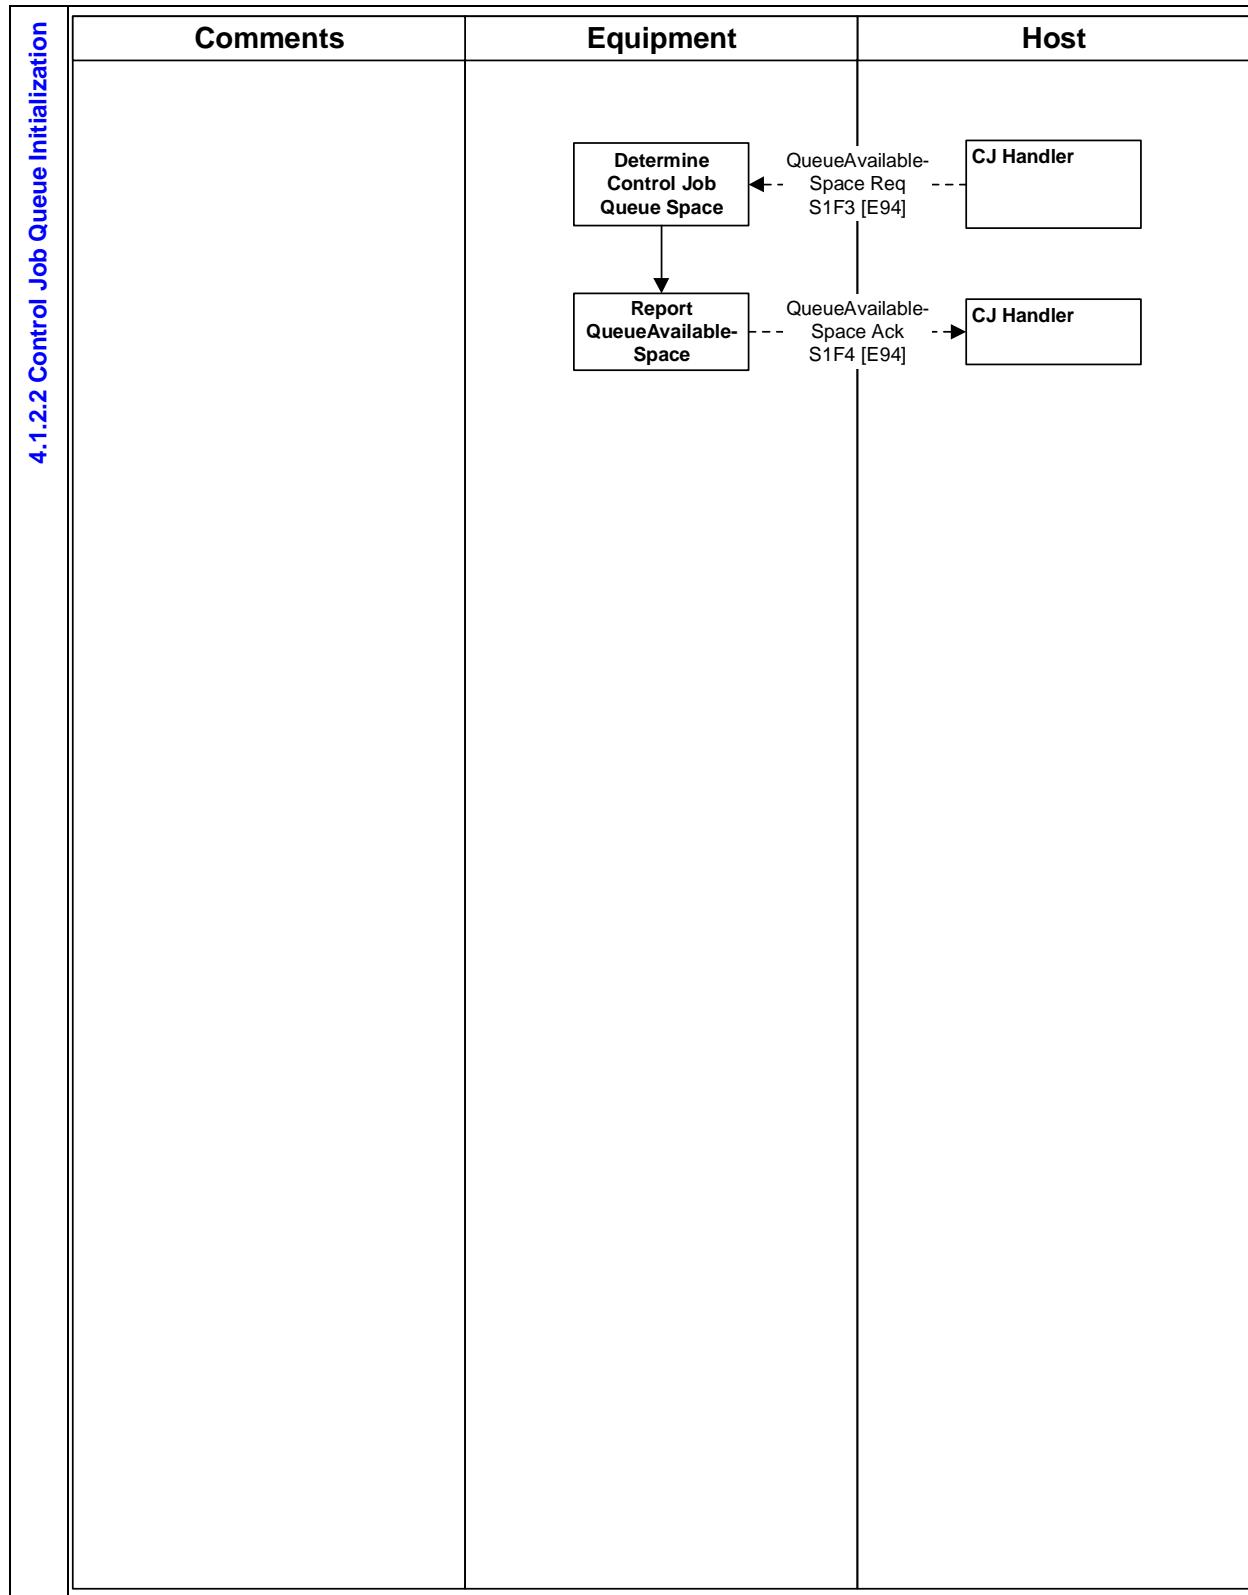 4.1.2.2 Control Job Queue Initialization
Comments
Equipment
Host
Determine
Control Job
Queue Space
QueueAvailable-
Space Req
S1F3 [E94]
CJ Handler
Report
QueueAvailable-
Space
QueueAvailable-
Space Ack
S1F4 [E94]
CJ Handler